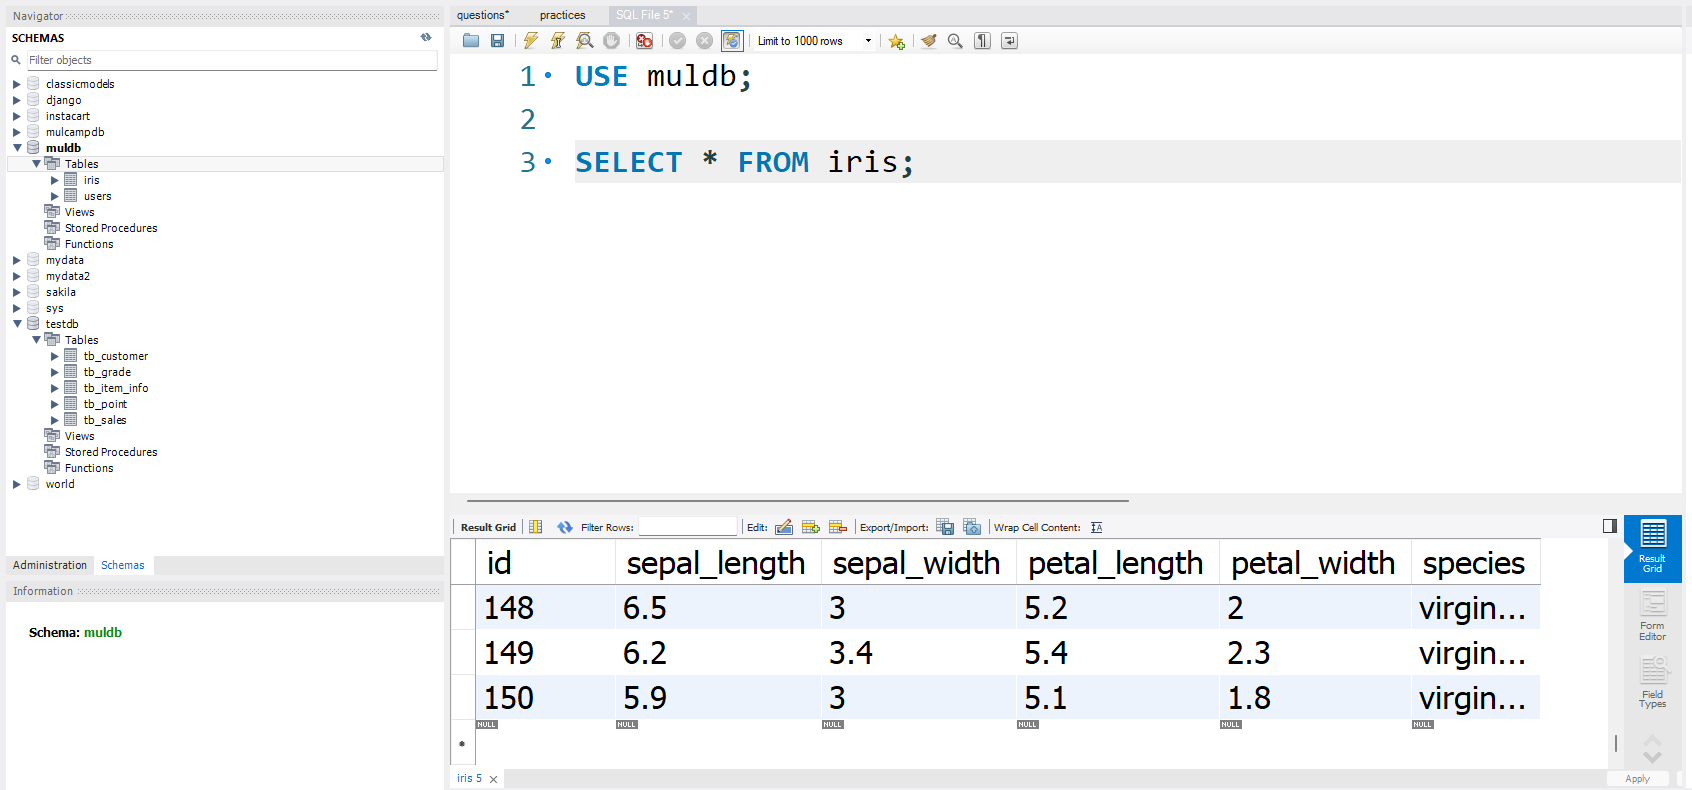 Navigator
SCHEMAS
Filter objects
classicmodels
django
instacart
mulcampdb
muldb
Tables
iris
users
Views
Stored Procedures
Functions
mydata
mydata2
sakila
sys
testdb
Tables
tb_customer
tb_grade
tb_item_info
tb_point
tb_sales
Views
Stored Procedures
Functions
world
Administration Schemas
Information
Schema: muldb
questions* practices SQL File 5*
Limit to 1000 rows
1 USE muldb;
2
3 SELECT * FROM iris;
Result Grid Filter Rows: Edit: Export/Import: Wrap Cell Content:
id sepal_length sepal_width petal_length petal_width species
148 6.5 3 5.2 2 virgin...
149 6.2 3.4 5.4 2.3 virgin...
150 5.9 3 5.1 1.8 virgin...
NULL NULL NULL NULL NULL NULL
*
Result
Grid
Form
Editor
Field
Types
iris 5
Apply